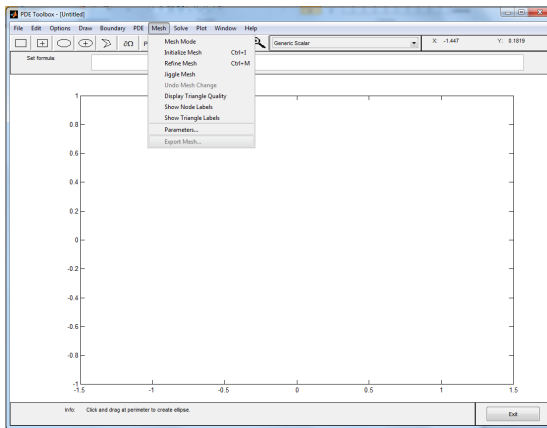 PDE Toolbox - [Untitled]
File Edit Options Draw Boundary PDE Mesh Solve Plot Window Help
∂Ω P Generic Scalar X: -1.447 Y: 0.1819
Set formula:
Mesh Mode
Initialize Mesh Ctrl+I
Refine Mesh Ctrl+M
Jiggle Mesh
Undo Mesh Change
Display Triangle Quality
Show Node Labels
Show Triangle Labels
Parameters...
Export Mesh...
1
0.8
0.6
0.4
0.2
0
-0.2
-0.4
-0.6
-0.8
-1
-1.5 -1 -0.5 0 0.5 1 1.5
Info: Click and drag at perimeter to create ellipse.
Exit